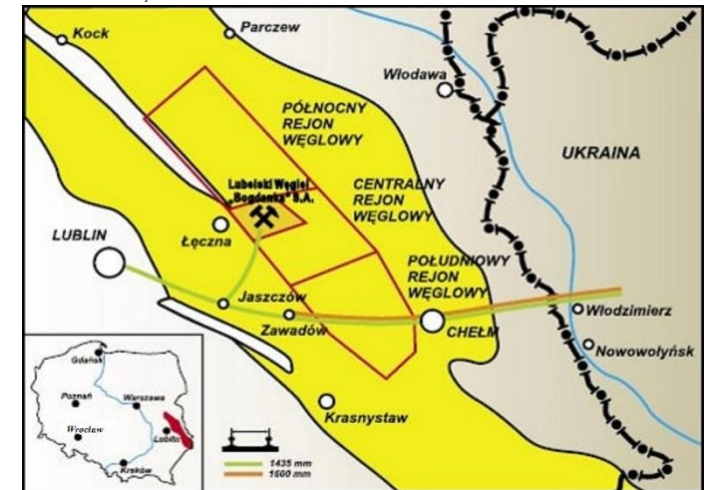 Kock
Parczew
Włodawa
PÓŁNOCNY
REJON
WĘGLOWY
UKRAINA
Lubelski Węgiel
„Bogdanka” S.A.
CENTRALNY
REJON
WĘGLOWY
LUBLIN
Łęczna
POŁUDNIOWY
REJON
WĘGLOWY
Jaszczów
Zawadów
CHEŁM
Włodzimierz
Nowowołyńsk
Krasnystaw
Gdańsk
Poznań
Warszawa
Wrocław
Lublin
Kraków
1435 mm
1600 mm